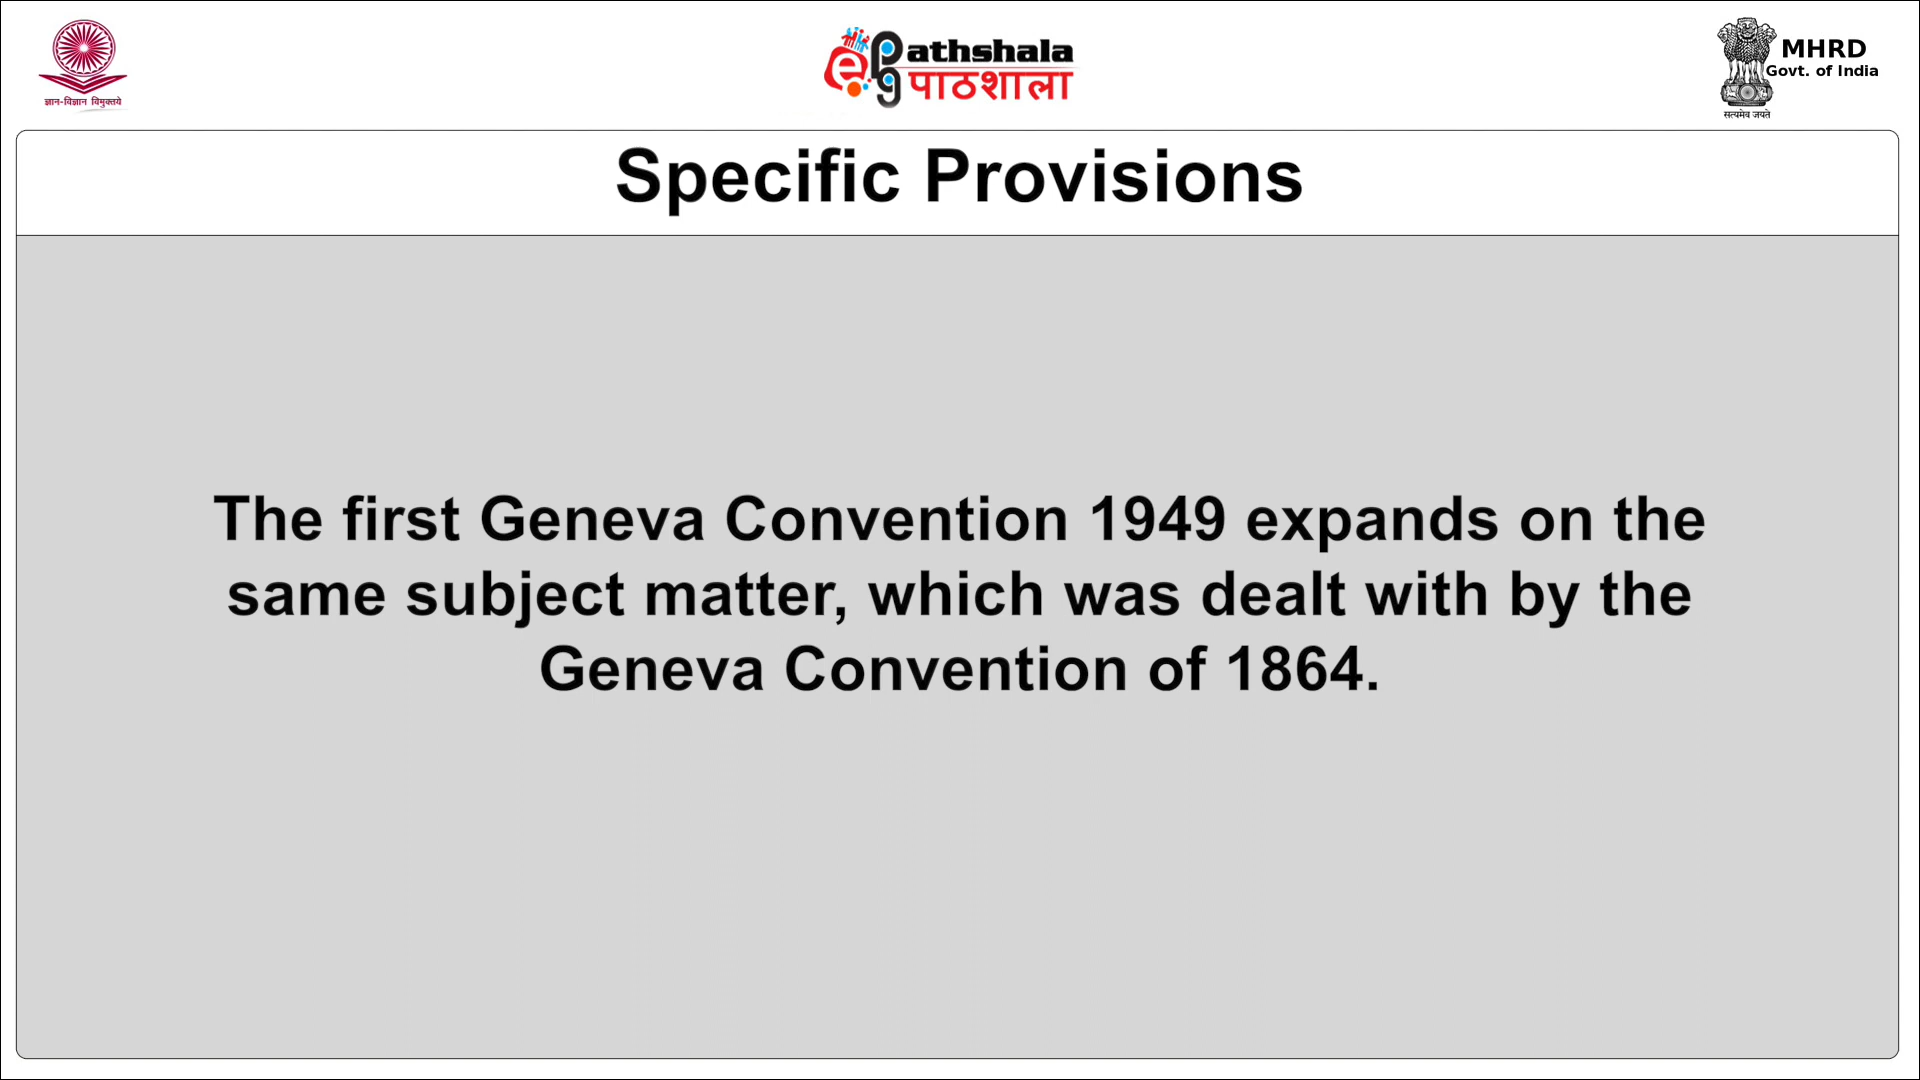 ज्ञान-विज्ञान विमुक्तये
e Pathshala
पाठशाला
MHRD
Govt. of India
सत्यमेव जयते
Specific Provisions
The first Geneva Convention 1949 expands on the
same subject matter, which was dealt with by the
Geneva Convention of 1864.